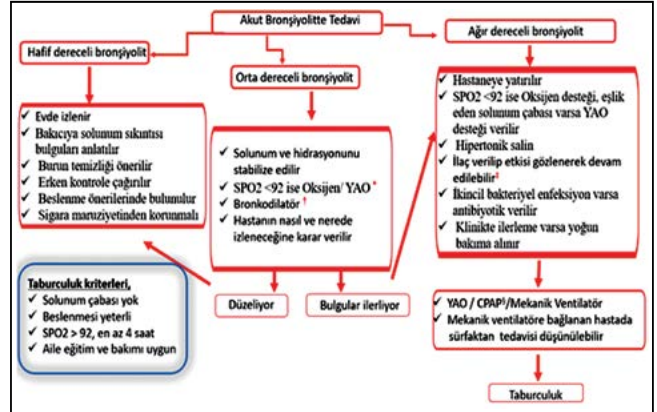 Akut Bronşiyolitte Tedavi
Hafif dereceli bronşiyolit
Evde izlenir
Bakıcıya solunum sıkıntısı
bulguları anlatılır
Burun temizliği önerilir
Erken kontrole çağırılır
Beslenme önerilerinde bulunulur
Sigara maruziyetinden korunmalı
Orta dereceli bronşiyolit
Solunum ve hidrasyonunu
stabilize edilir
SPO2 <92 ise Oksijen/ YAO *
Bronkodilatör †
Hastanın nasıl ve nerede
izleneceğine karar verilir
Düzeliyor
Bulgular ilerliyor
Ağır dereceli bronşiyolit
Hastaneye yatırılır
SPO2 <92 ise Oksijen desteği, eşlik
eden solunum çabası varsa YAO
desteği verilir
Hipertonik salin
İlaç verilip etkisi gözlenerek devam
edilebilir‡
İkincil bakteriyel enfeksiyon varsa
antibiyotik verilir
Klinikte ilerleme varsa yoğun
bakıma alınır
YAO / CPAP§/Mekanik Ventilatör
Mekanik ventilatöre bağlanan hastada
sürfaktan tedavisi düşünülebilir
Taburculuk
Taburculuk kriterleri,
Solunum çabası yok
Beslenmesi yeterli
SPO2 > 92, en az 4 saat
Aile eğitim ve bakımı uygun